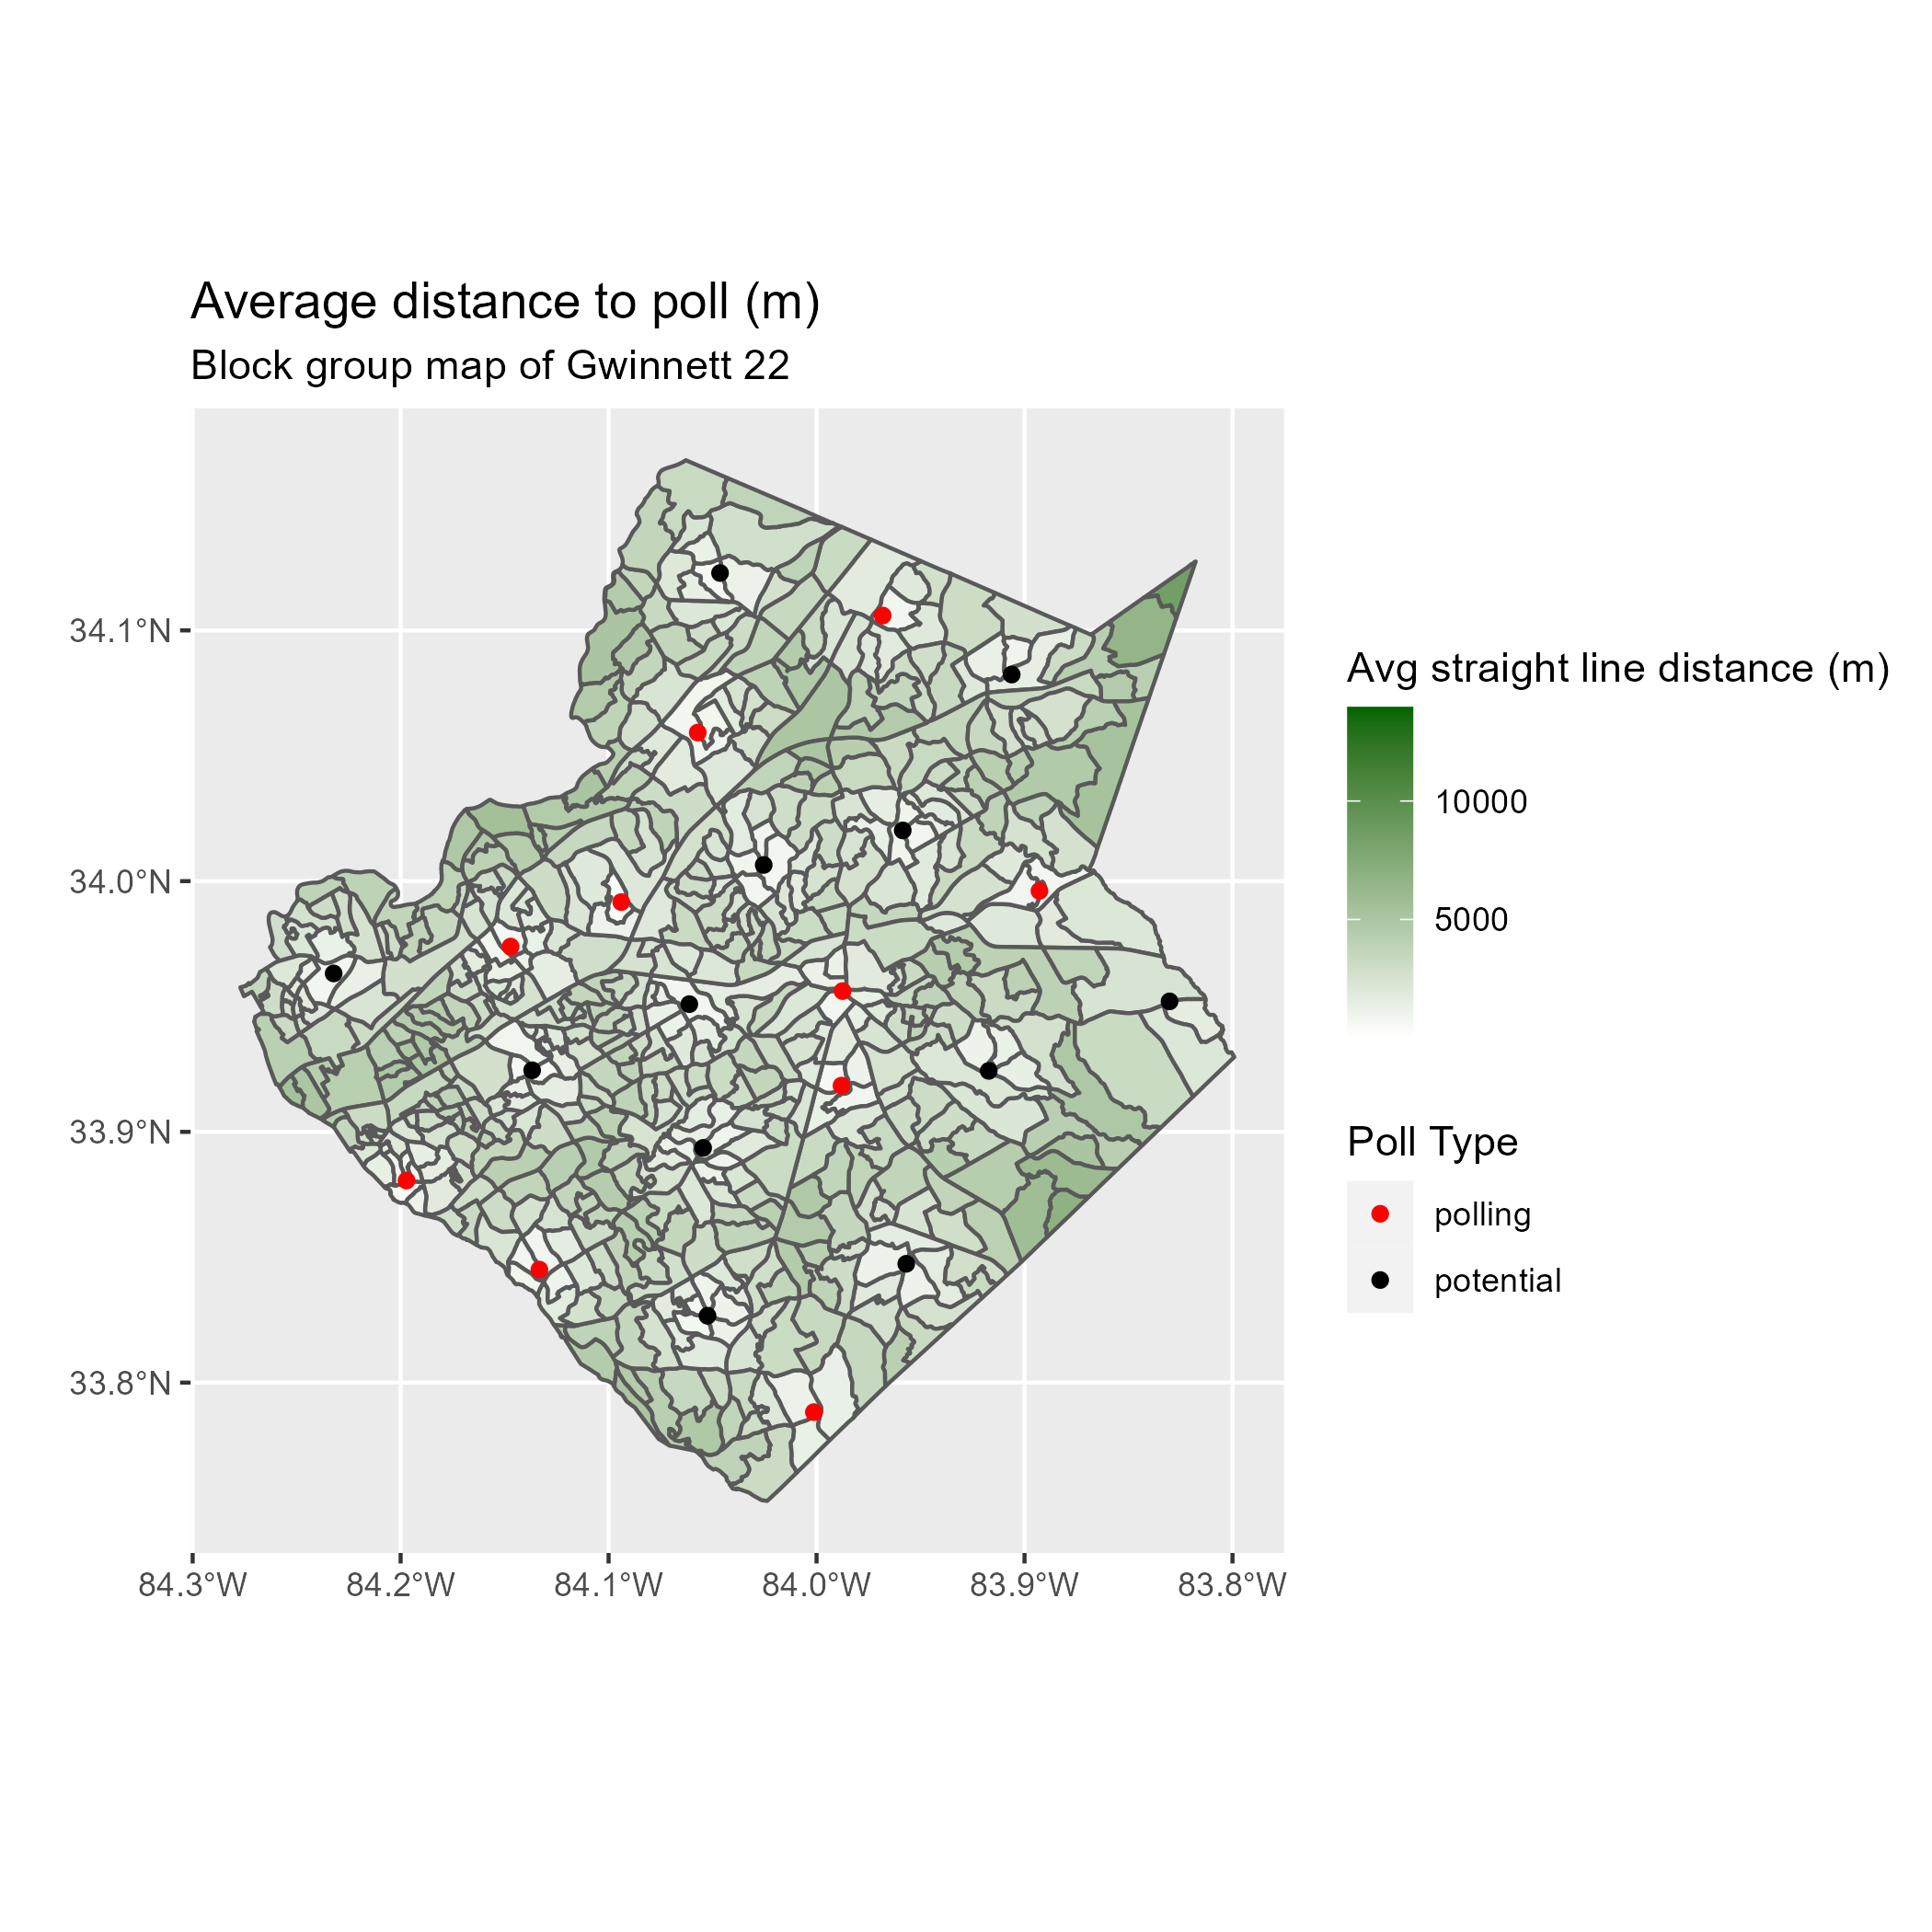 Average distance to poll (m)
Block group map of Gwinnett 22
34.1°N
34.0°N
33.9°N
33.8°N
84.3°W 84.2°W 84.1°W 84.0°W 83.9°W 83.8°W
Avg straight line distance (m)
10000
5000
Poll Type
polling
potential